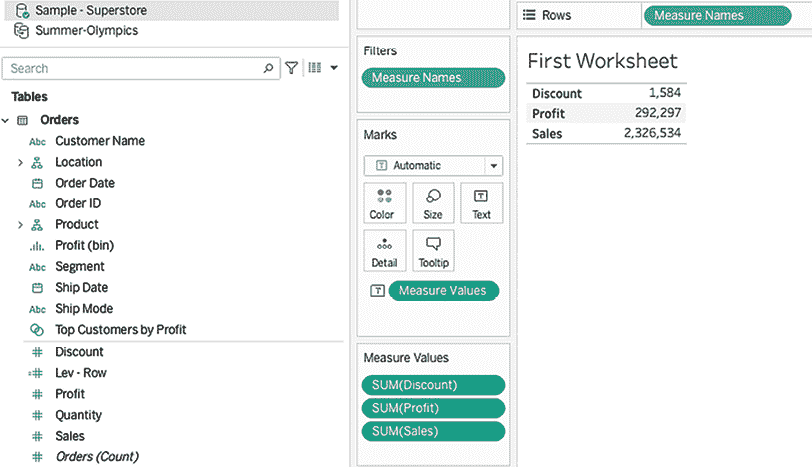 Sample - Superstore
Summer-Olympics
Search
Tables
Orders
Abc Customer Name
Location
Order Date
Abc Order ID
Product
Profit (bin)
Abc Segment
Ship Date
Abc Ship Mode
Top Customers by Profit
# Discount
=# Lev - Row
# Profit
# Quantity
# Sales
# Orders (Count)
Filters
Measure Names
Marks
T Automatic
Color Size T Text
Detail Tooltip
T Measure Values
Measure Values
SUM(Discount)
SUM(Profit)
SUM(Sales)
Rows Measure Names
First Worksheet
Discount 1,584
Profit 292,297
Sales 2,326,534